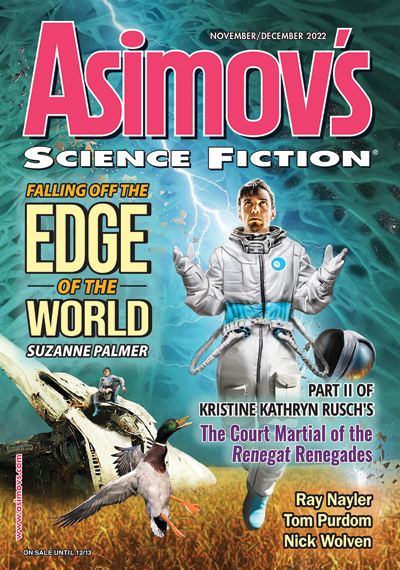 NOVEMBER/DECEMBER 2022
Asimov's
SCIENCE FICTION®
FALLING OFF THE
EDGE
OF THE
WORLD
SUZANNE PALMER
PART II OF
KRISTINE KATHRYN RUSCH'S
The Court Martial of the
Renegat Renegades
Ray Nayler
Tom Purdom
Nick Wolven
www.asimovs.com
ON SALE UNTIL 12/13